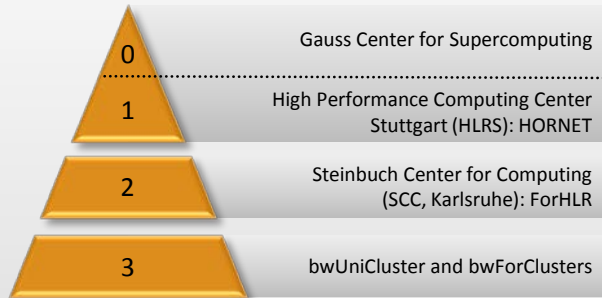 0
Gauss Center for Supercomputing
1
High Performance Computing Center
Stuttgart (HLRS): HORNET
2
Steinbuch Center for Computing
(SCC, Karlsruhe): ForHLR
3
bwUniCluster and bwForClusters